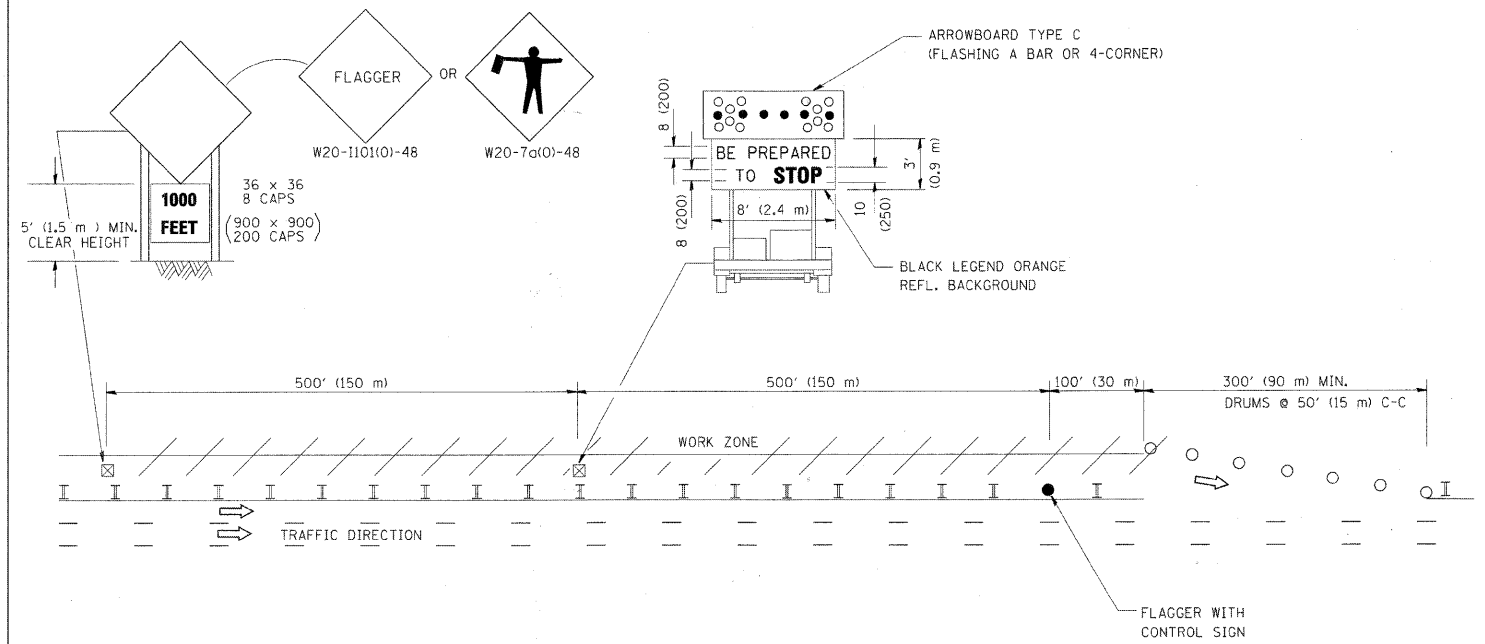 ARROWBOARD TYPE C
(FLASHING A BAR OR 4-CORNER)
FLAGGER
OR
W20-I101(O)-48
W20-7a(O)-48
1000
FEET
36 x 36
8 CAPS
(900 x 900)
200 CAPS
5' (1.5 m ) MIN.
CLEAR HEIGHT
8 (200)
8 (200)
BE PREPARED
TO STOP
8' (2.4 m)
3'
(0.9 m)
10
(250)
BLACK LEGEND ORANGE
REFL. BACKGROUND
500' (150 m)
500' (150 m)
100' (30 m)
300' (90 m) MIN.
DRUMS @ 50' (15 m) C-C
WORK ZONE
TRAFFIC DIRECTION
FLAGGER WITH
CONTROL SIGN